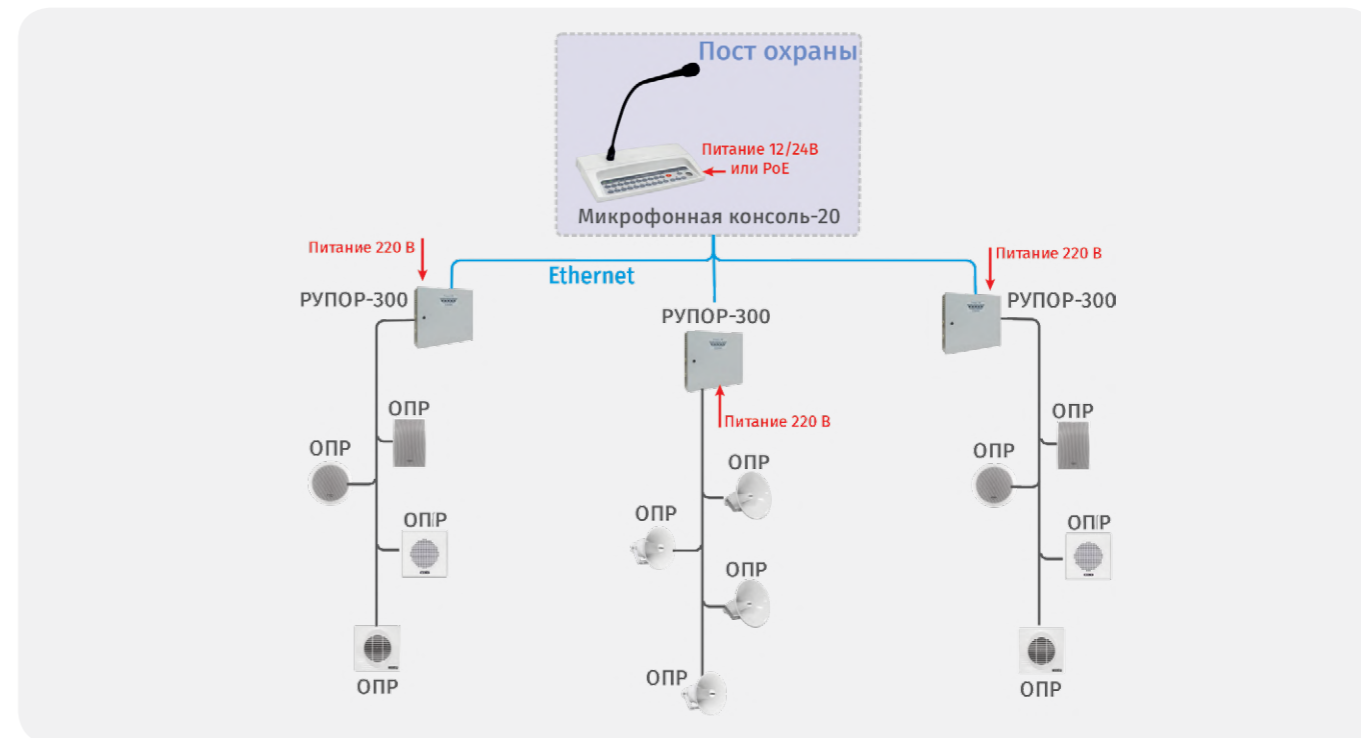 Пост охраны
Питание 12/24В
или PoE
Микрофонная консоль-20
Питание 220 В
Питание 220 В
Ethernet
РУПОР-300
РУПОР-300
РУПОР-300
Питание 220 В
ОПР
ОПР
ОПР
ОПР
ОПР
ОПР
ОПР
ОПР
ОПР
ОПР
ОПР
ОПР